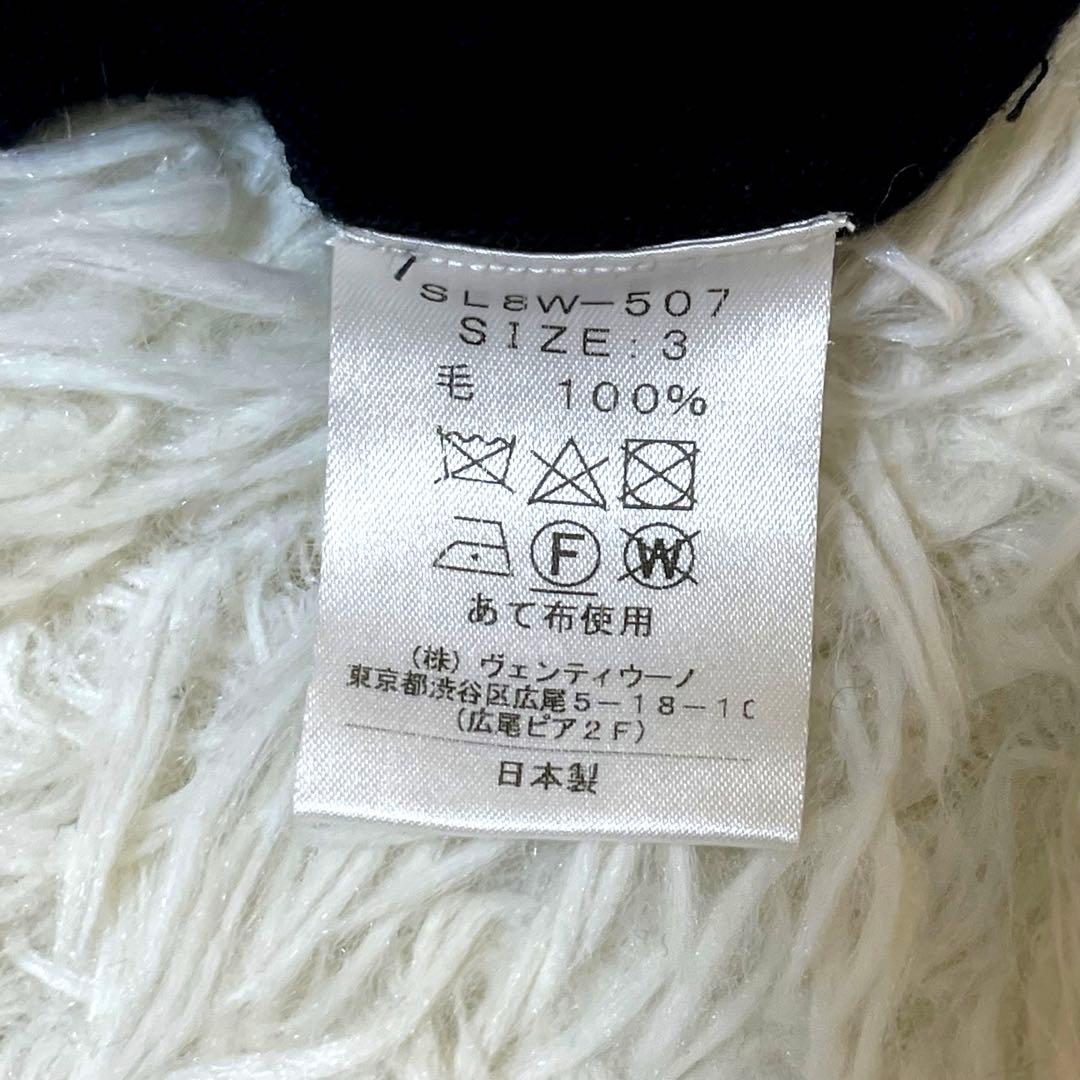 SL8W-507
SIZE:3
毛 100%
F W
あて布使用
(株)ヴェンティウーノ
東京都渋谷区広尾5-18-10
(広尾ピア2F)
日本製